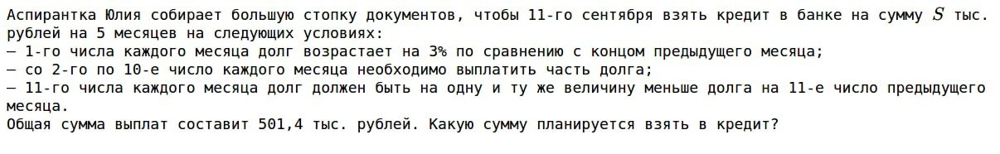 Аспирантка Юлия собирает большую стопку документов, чтобы 11-го сентября взять кредит в банке на сумму S тыс.
рублей на 5 месяцев на следующих условиях:
— 1-го числа каждого месяца долг возрастает на 3% по сравнению с концом предыдущего месяца;
— со 2-го по 10-е число каждого месяца необходимо выплатить часть долга;
— 11-го числа каждого месяца долг должен быть на одну и ту же величину меньше долга на 11-е число предыдущего
месяца.
Общая сумма выплат составит 501,4 тыс. рублей. Какую сумму планируется взять в кредит?